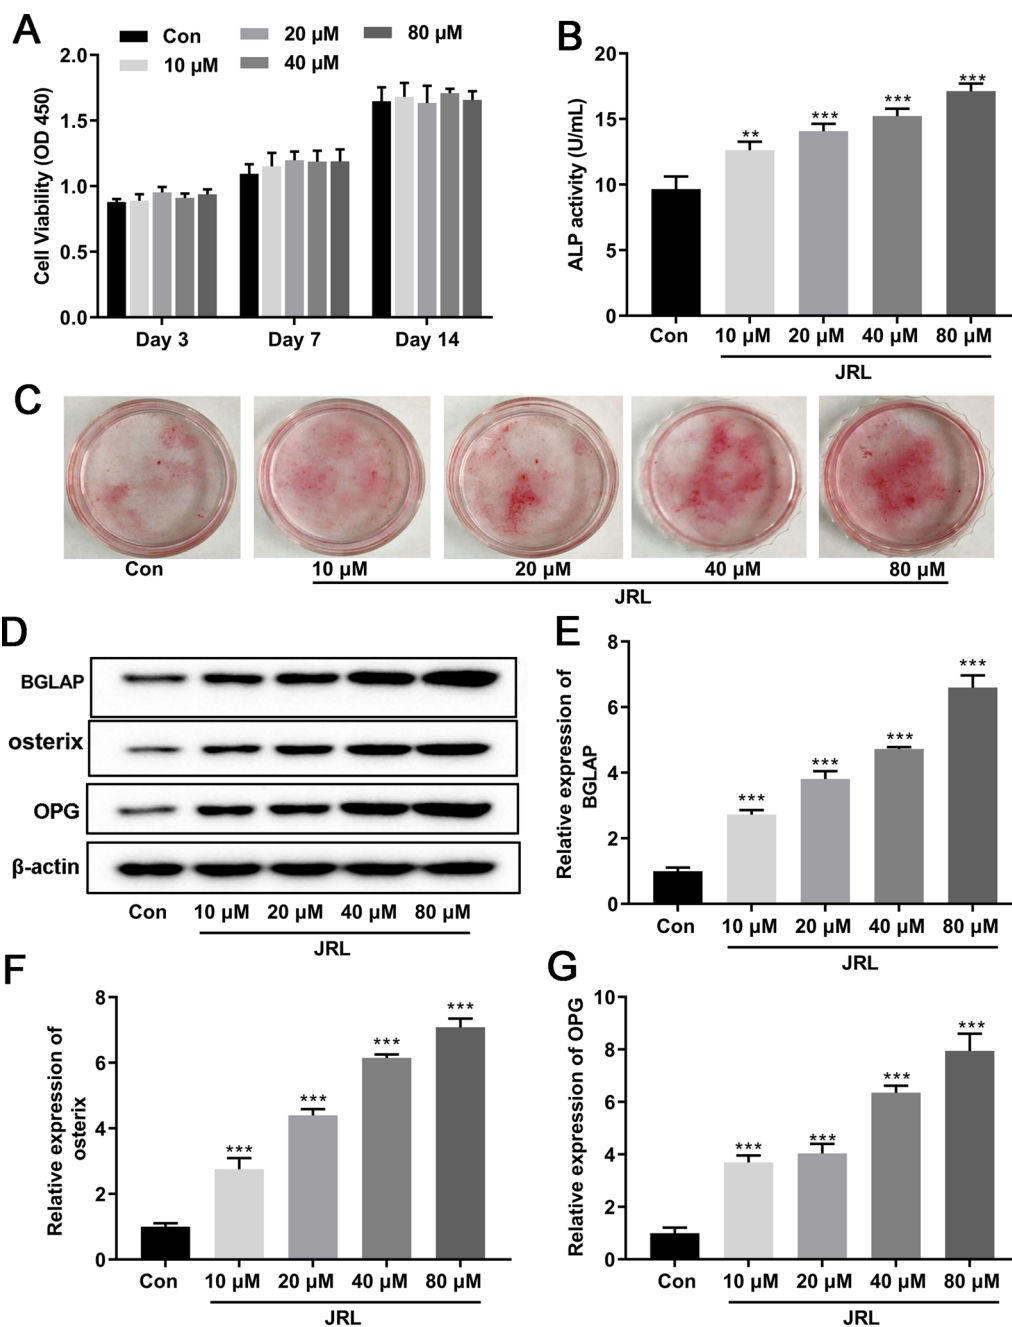 A
Con
10 µM
20 µM
40 µM
80 µM
Cell Viability (OD 450)
2.0
1.5
1.0
0.5
0.0
Day 3
Day 7
Day 14
B
ALP activity (U/mL)
20
15
10
5
0
**
***
***
***
Con
10 µM
20 µM
40 µM
80 µM
JRL
C
Con
10 µM
20 µM
40 µM
80 µM
JRL
D
BGLAP
osterix
OPG
β-actin
Con
10 µM
20 µM
40 µM
80 µM
JRL
E
Relative expression of
BGLAP
8
6
4
2
0
***
***
***
***
Con
10 µM
20 µM
40 µM
80 µM
JRL
F
Relative expression of
osterix
8
6
4
2
0
***
***
***
***
Con
10 µM
20 µM
40 µM
80 µM
JRL
G
Relative expression of OPG
10
8
6
4
2
0
***
***
***
***
Con
10 µM
20 µM
40 µM
80 µM
JRL